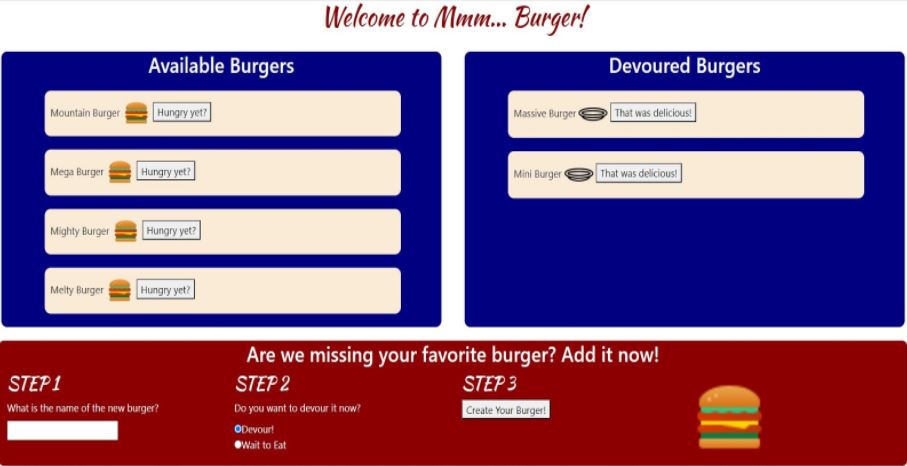 Welcome to Mmm... Burger!
Available Burgers
Mountain Burger Hungry yet?
Mega Burger Hungry yet?
Mighty Burger Hungry yet?
Melty Burger Hungry yet?
Devoured Burgers
Massive Burger That was delicious!
Mini Burger That was delicious!
Are we missing your favorite burger? Add it now!
STEP 1
What is the name of the new burger?
STEP 2
Do you want to devour it now?
Devour!
Wait to Eat
STEP 3
Create Your Burger!